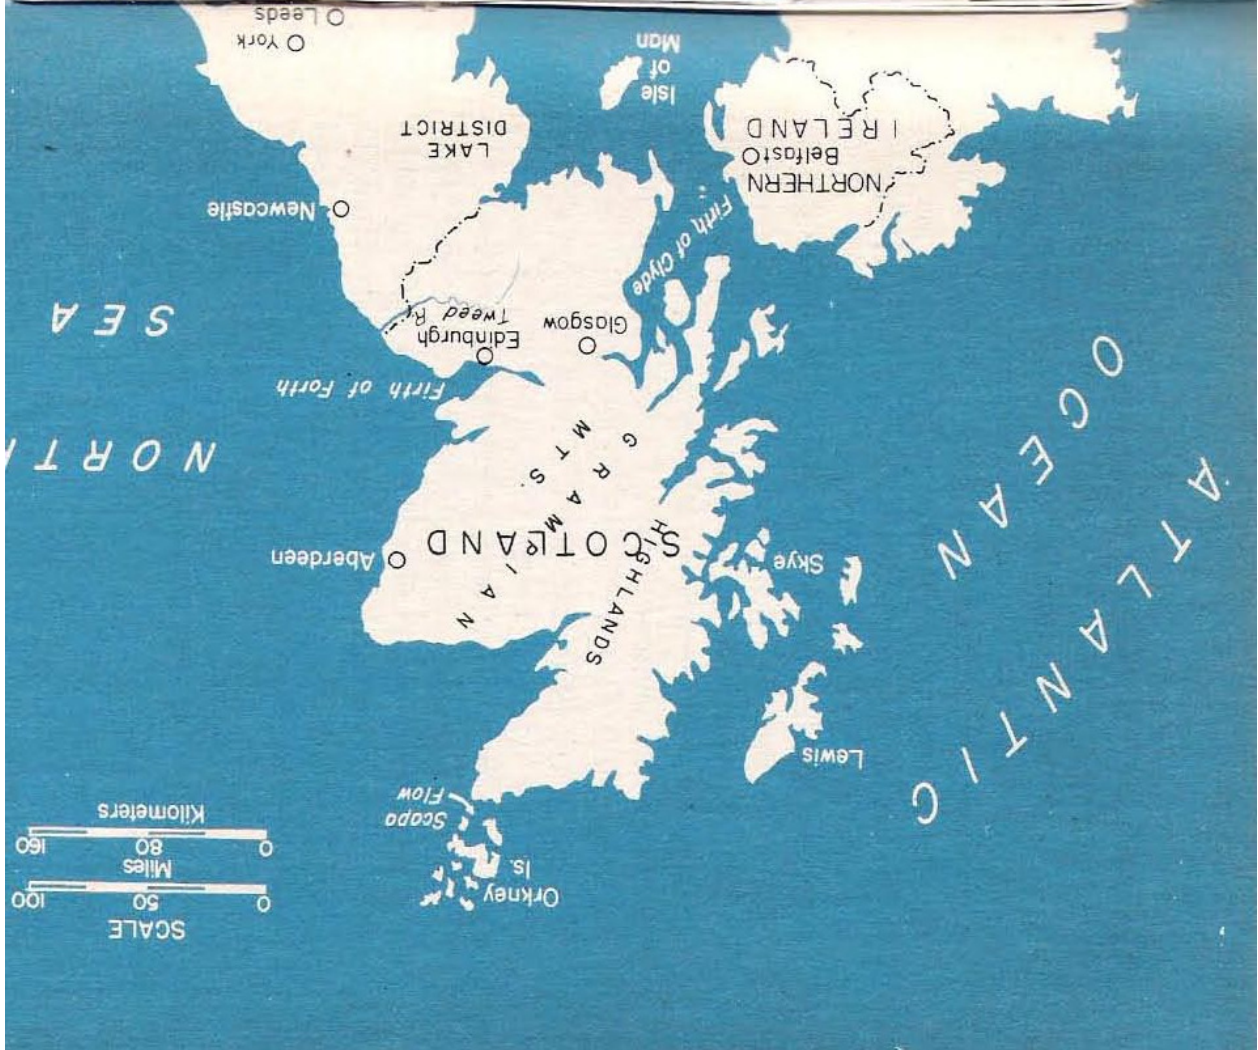 SCALE
0 50 100
Miles
0 80 160
Kilometers
Orkney
Is.
Scapa
Flow
Lewis
ATLANTIC
OCEAN
HIGHLANDS
Skye
SCOTLAND
Aberdeen
GRAMPIAN
MTS.
NORTH
SEA
Firth of Forth
Edinburgh
Glasgow
Tweed R.
Firth of Clyde
Newcastle
NORTHERN
Belfast
IRELAND
LAKE
DISTRICT
Isle
of
Man
York
Leeds